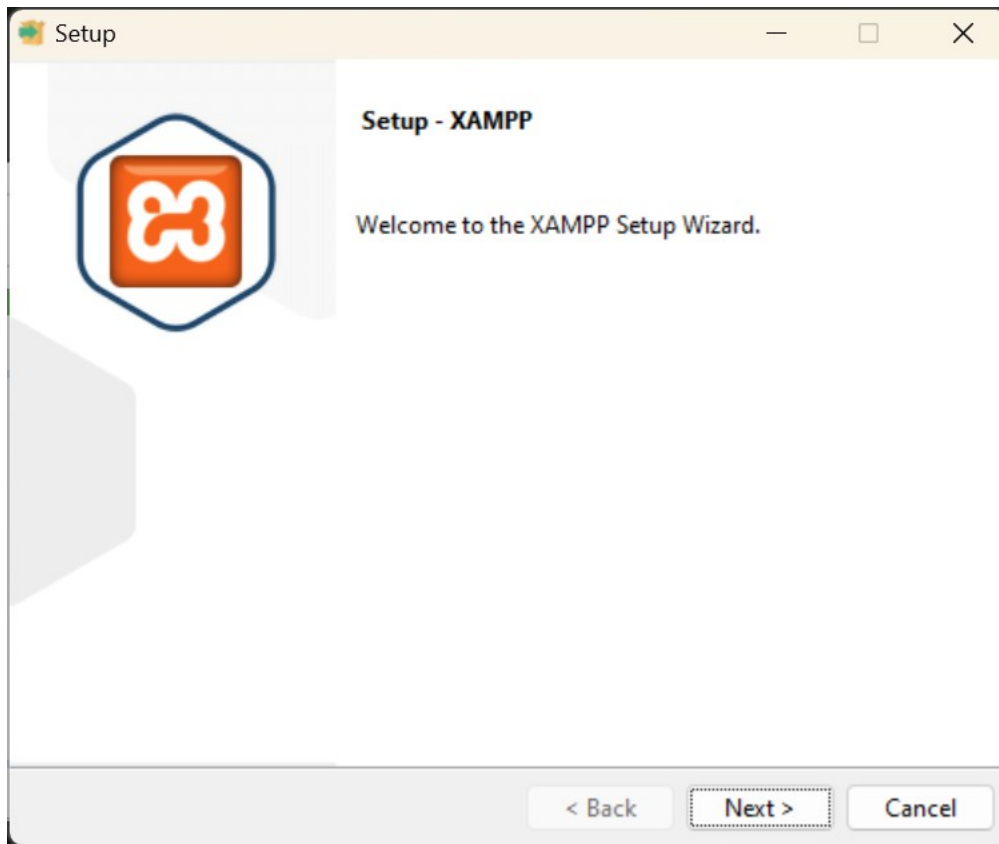 Setup
Setup - XAMPP
Welcome to the XAMPP Setup Wizard.
< Back
Next >
Cancel